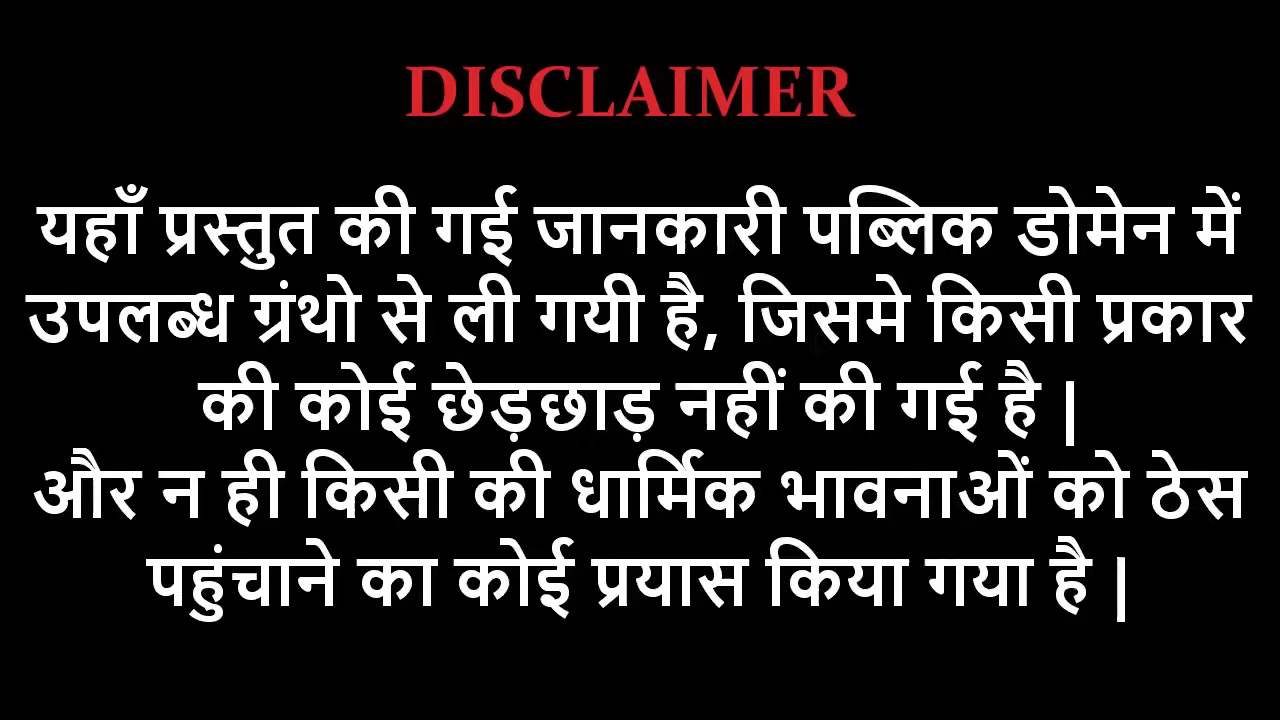 DISCLAIMER
यहाँ प्रस्तुत की गई जानकारी पब्लिक डोमेन में
उपलब्ध ग्रंथो से ली गयी है, जिसमे किसी प्रकार
की कोई छेड़छाड़ नहीं की गई है |
और न ही किसी की धार्मिक भावनाओं को ठेस
पहुंचाने का कोई प्रयास किया गया है |